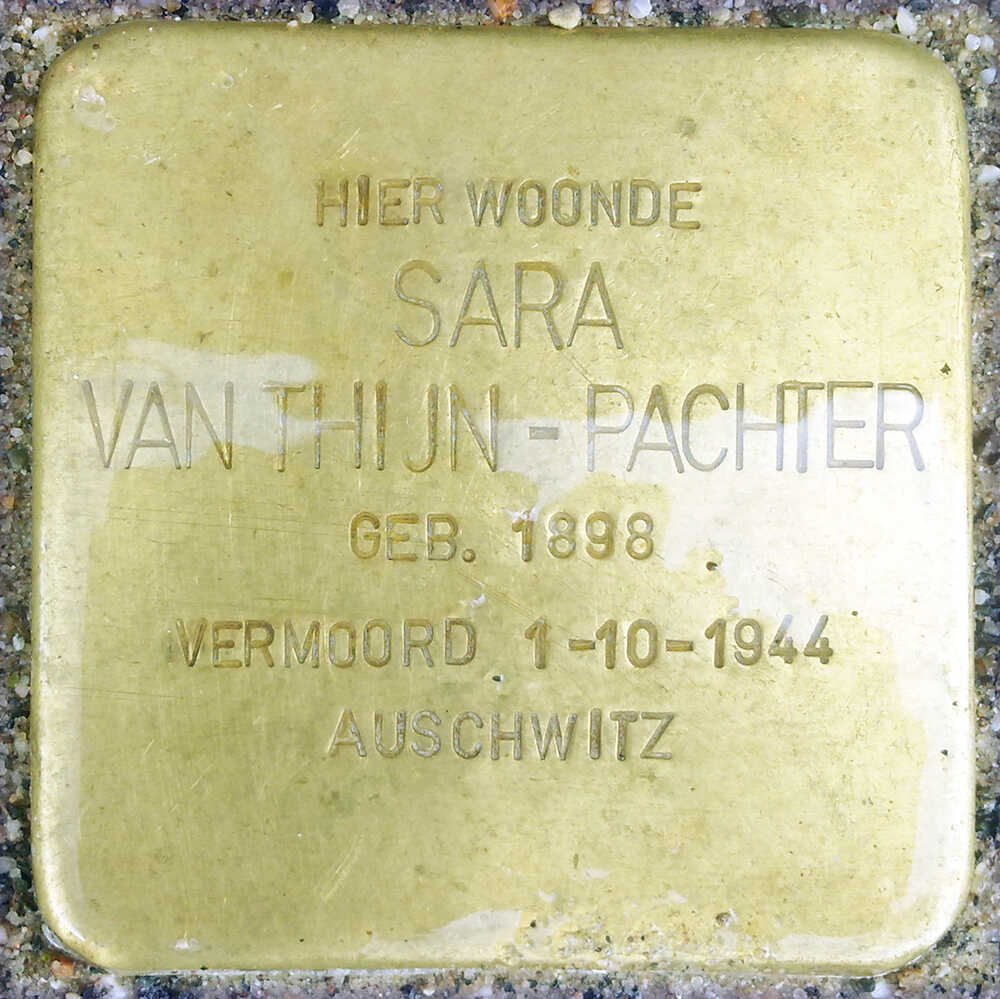 HIER WOONDE
SARA
VAN THIJN - PACHTER
GEB. 1898
VERMOORD 1-10-1944
AUSCHWITZ